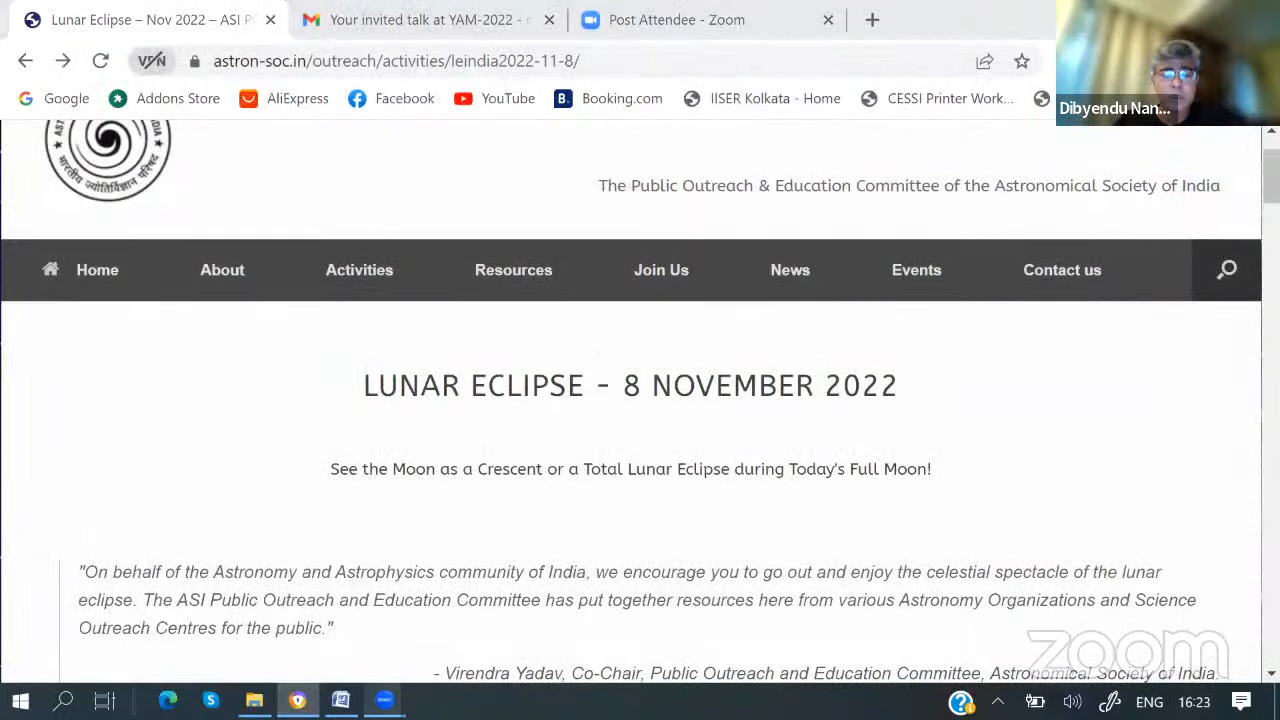 Lunar Eclipse – Nov 2022 – ASI P
Your invited talk at YAM-2022 -
Post Attendee - Zoom
VPN
astron-soc.in/outreach/activities/leindia2022-11-8/
Google
Addons Store
AliExpress
Facebook
YouTube
B.
Booking.com
IISER Kolkata - Home
CESSI Printer Work...
Dibyendu Nan...
भारतीय ज्योतिर्विज्ञान परिषद
The Public Outreach & Education Committee of the Astronomical Society of India
Home
About
Activities
Resources
Join Us
News
Events
Contact us
LUNAR ECLIPSE – 8 NOVEMBER 2022
See the Moon as a Crescent or a Total Lunar Eclipse during Today's Full Moon!
"On behalf of the Astronomy and Astrophysics community of India, we encourage you to go out and enjoy the celestial spectacle of the lunar
eclipse. The ASI Public Outreach and Education Committee has put together resources here from various Astronomy Organizations and Science
Outreach Centres for the public."
- Virendra Yadav, Co-Chair, Public Outreach and Education Committee, Astronomical Society of India.
zoom
ENG
16:23